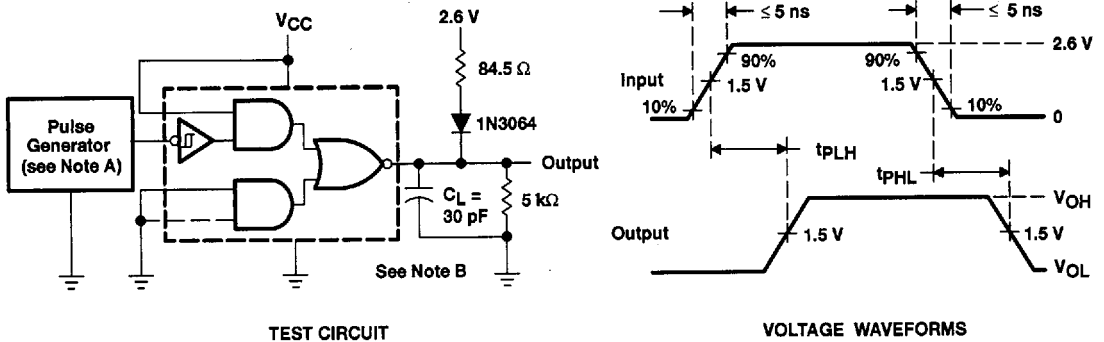 VCC
2.6 V
84.5 Ω
1N3064
Pulse
Generator
(see Note A)
Output
CL =
30 pF
5 kΩ
See Note B
TEST CIRCUIT
≤ 5 ns
≤ 5 ns
2.6 V
90%
90%
Input
1.5 V
1.5 V
10%
10%
0
tPLH
tPHL
VOH
Output
1.5 V
1.5 V
VOL
VOLTAGE WAVEFORMS